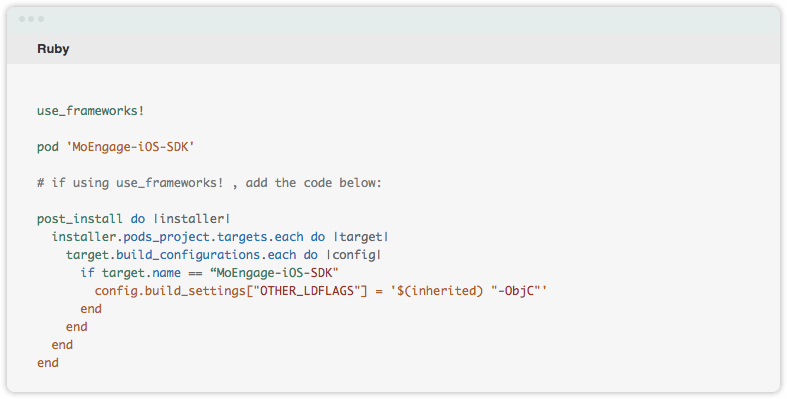 Ruby
use_frameworks!
pod 'MoEngage-iOS-SDK'
# if using use_frameworks! , add the code below:
post_install do |installer|
  installer.pods_project.targets.each do |target|
    target.build_configurations.each do |config|
      if target.name == “MoEngage-iOS-SDK"
        config.build_settings["OTHER_LDFLAGS"] = '$(inherited) "-ObjC"'
      end
    end
  end
end